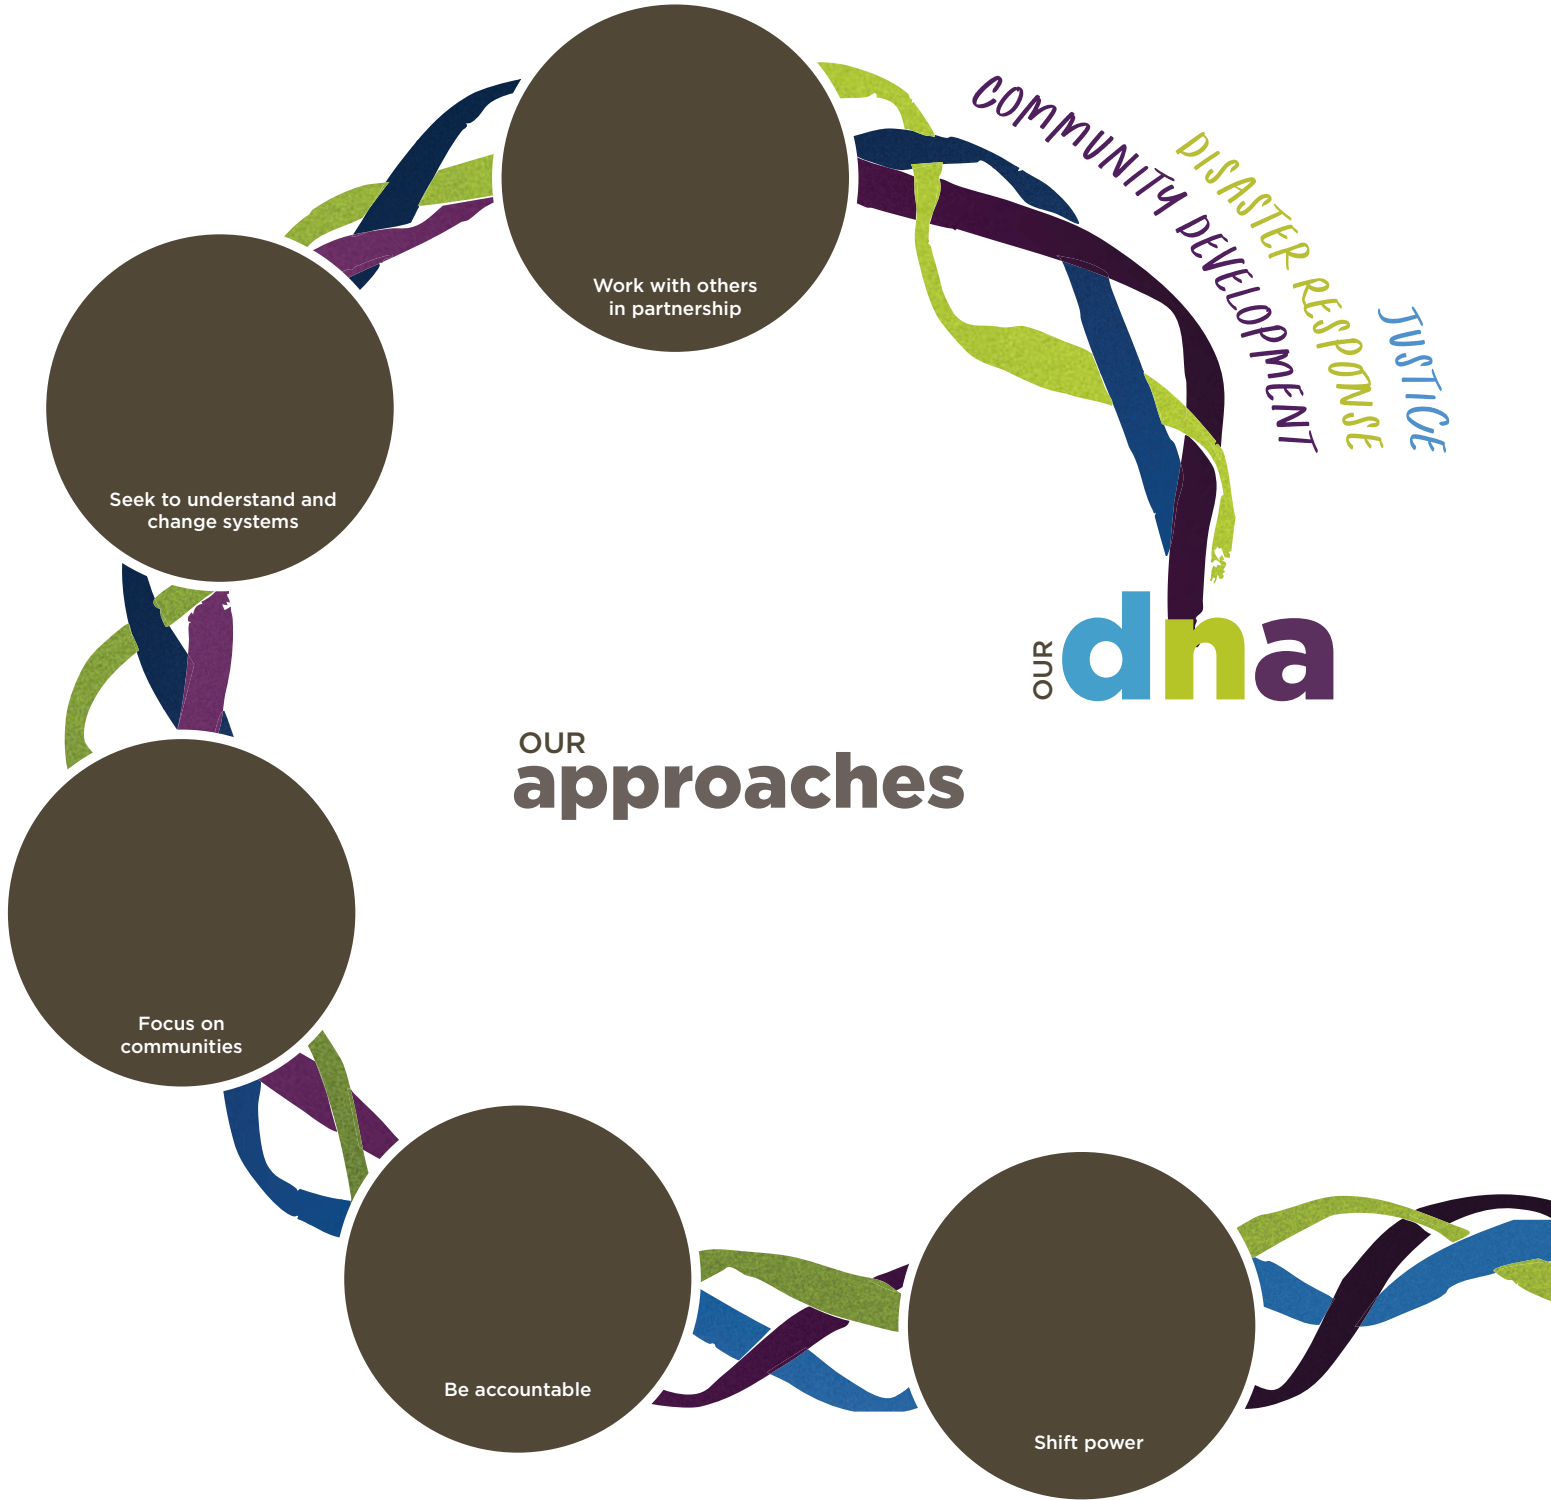 COMMUNITY DEVELOPMENT
DISASTER RESPONSE
JUSTICE
Work with others
in partnership
Seek to understand and
change systems
OUR dna
OUR
approaches
Focus on
communities
Be accountable
Shift power